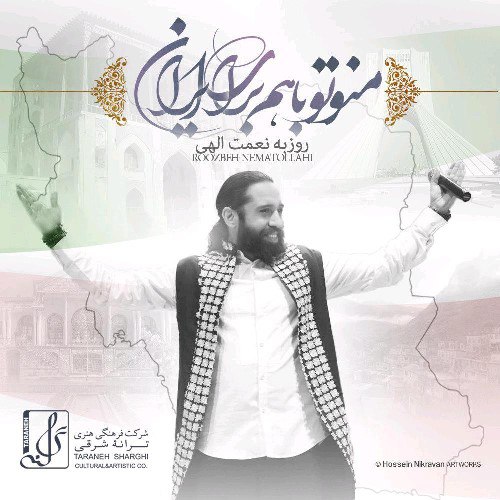 من و تو با هم برای ایران
روزبه نعمت الهی
ROOZBEH NEMATOLLAHI
شرکت فرهنگی هنری
ترانهٔ شرقی
TARANEH SHARGHI
CULTURAL&ARTISTIC CO.
TARANEH
© Hossein Nikravan ARTWORKS